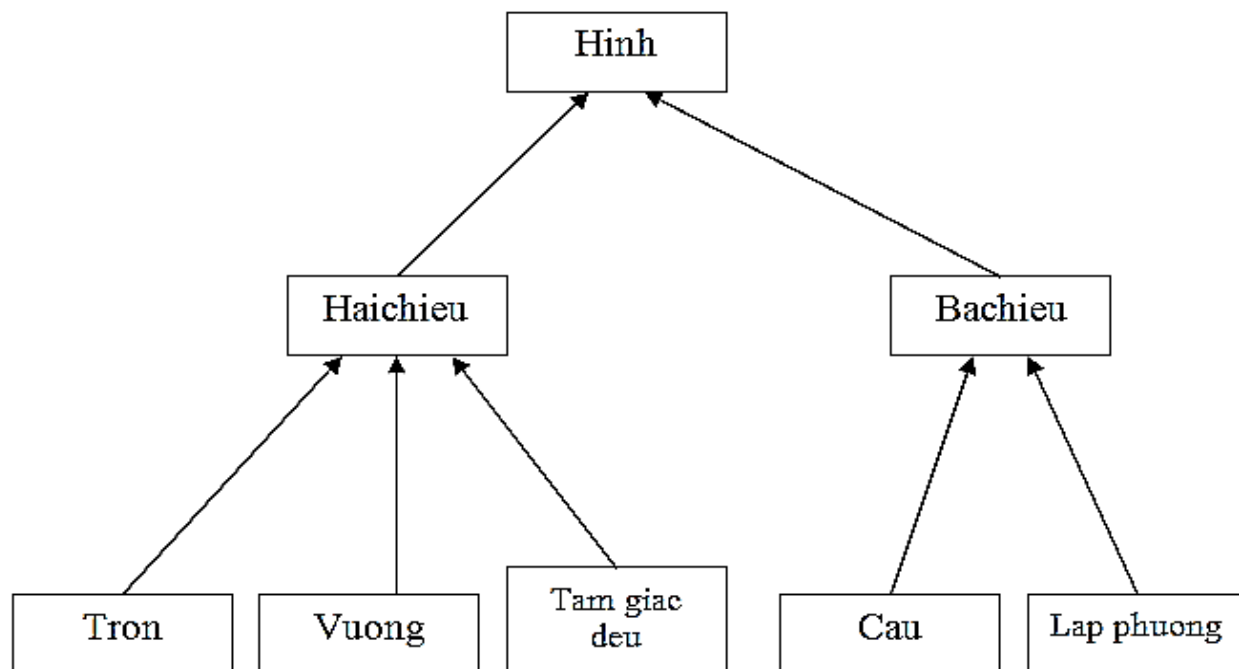 Hinh
Haichieu
Bachieu
Tron
Vuong
Tam giac
deu
Cau
Lap phuong